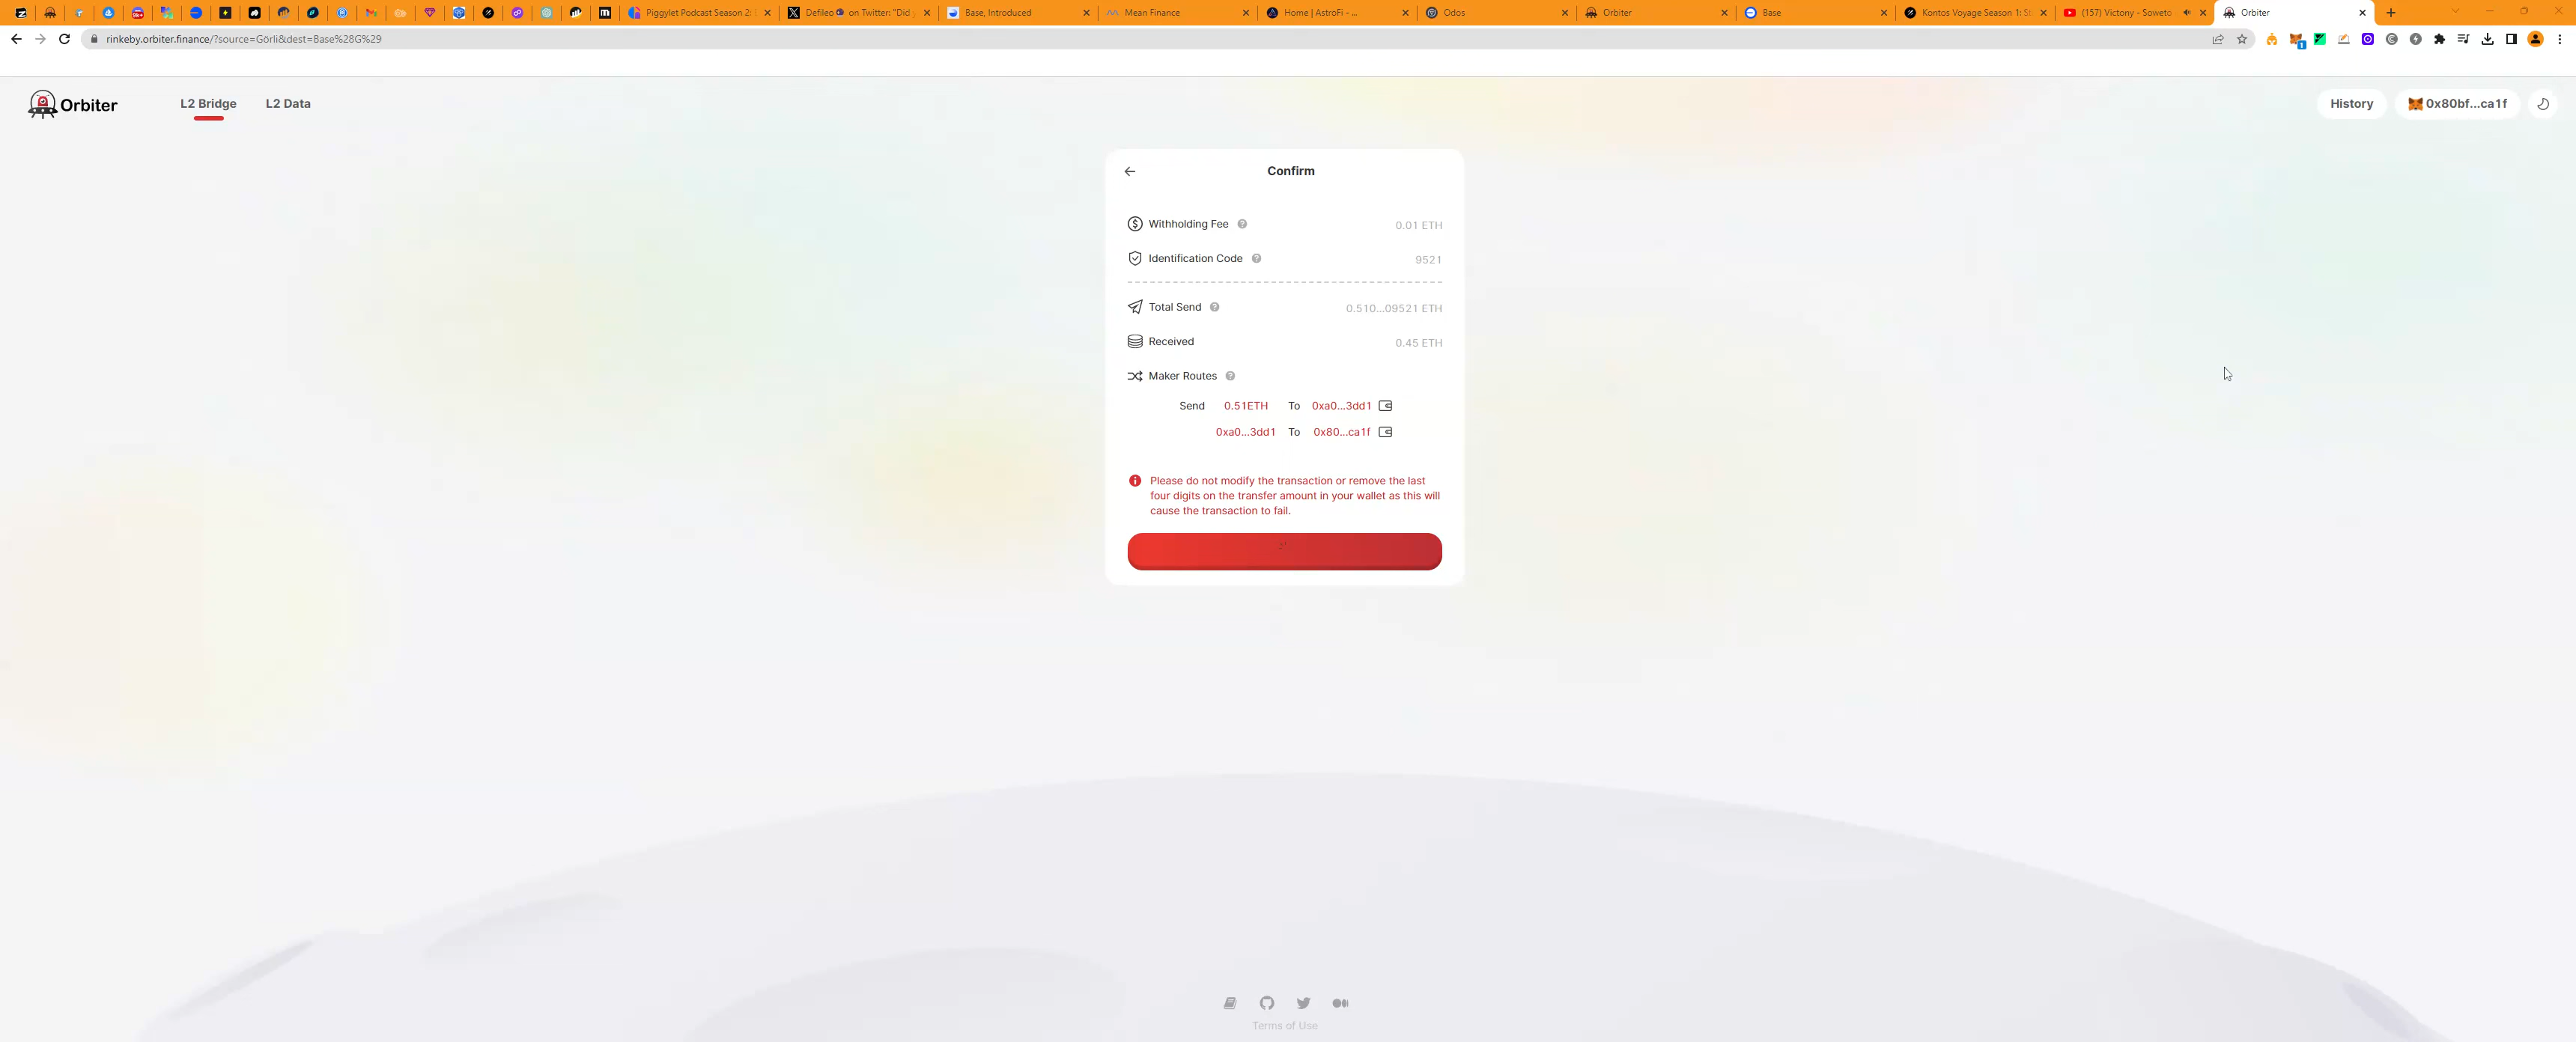 Piggylet Podcast Season 2:
Defileo on Twitter: "Did
Base, Introduced
Mean Finance
Home | AstroFi - ...
Odos
Orbiter
Base
Kontos Voyage Season 1: St
(157) Victony - Soweto
Orbiter
rinkeby.orbiter.finance/?source=Görli&dest=Base%28G%29
Orbiter
L2 Bridge
L2 Data
History
0x80bf...ca1f
Confirm
Withholding Fee
0.01 ETH
Identification Code
9521
Total Send
0.510...09521 ETH
Received
0.45 ETH
Maker Routes
Send 0.51ETH To 0xa0...3dd1
0xa0...3dd1 To 0x80...ca1f
Please do not modify the transaction or remove the last
four digits on the transfer amount in your wallet as this will
cause the transaction to fail.
Terms of Use